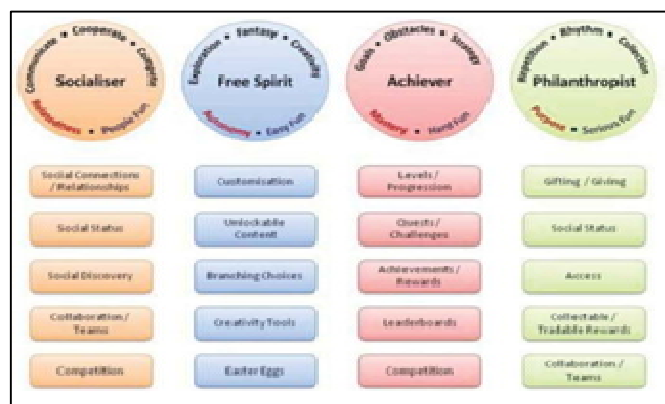 Communicate • Cooperate • Compete
Socialiser
Relatedness • People Fun
Exploration • Fantasy • Creativity
Free Spirit
Autonomy • Easy Fun
Goals • Obstacles • Strategy
Achiever
Mastery • Hard Fun
Repetition • Rhythm • Collection
Philanthropist
Purpose • Serious Fun
Social Connections
/ Relationships
Customisation
Levels /
Progression
Gifting / Giving
Social Status
Unlockable
Content
Quests /
Challenges
Social Status
Social Discovery
Branching Choices
Achievements /
Rewards
Access
Collaboration /
Teams
Creativity Tools
Leaderboards
Collectable /
Tradable Rewards
Competition
Easter Eggs
Competition
Collaboration /
Teams